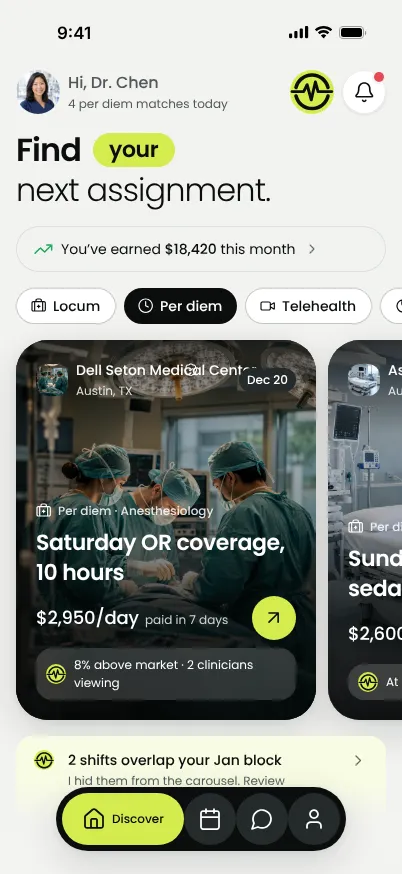 9:41
Hi, Dr. Chen
4 per diem matches today
Find your
next assignment.
You've earned $18,420 this month
Locum
Per diem
Telehealth
Dell Seton Medical Center
Austin, TX
Dec 20
Per diem · Anesthesiology
Saturday OR coverage,
10 hours
$2,950/day paid in 7 days
8% above market · 2 clinicians
viewing
As
Au
Per di
Sund
seda
$2,600
At
2 shifts overlap your Jan block
I hid them from the carousel. Review
Discover